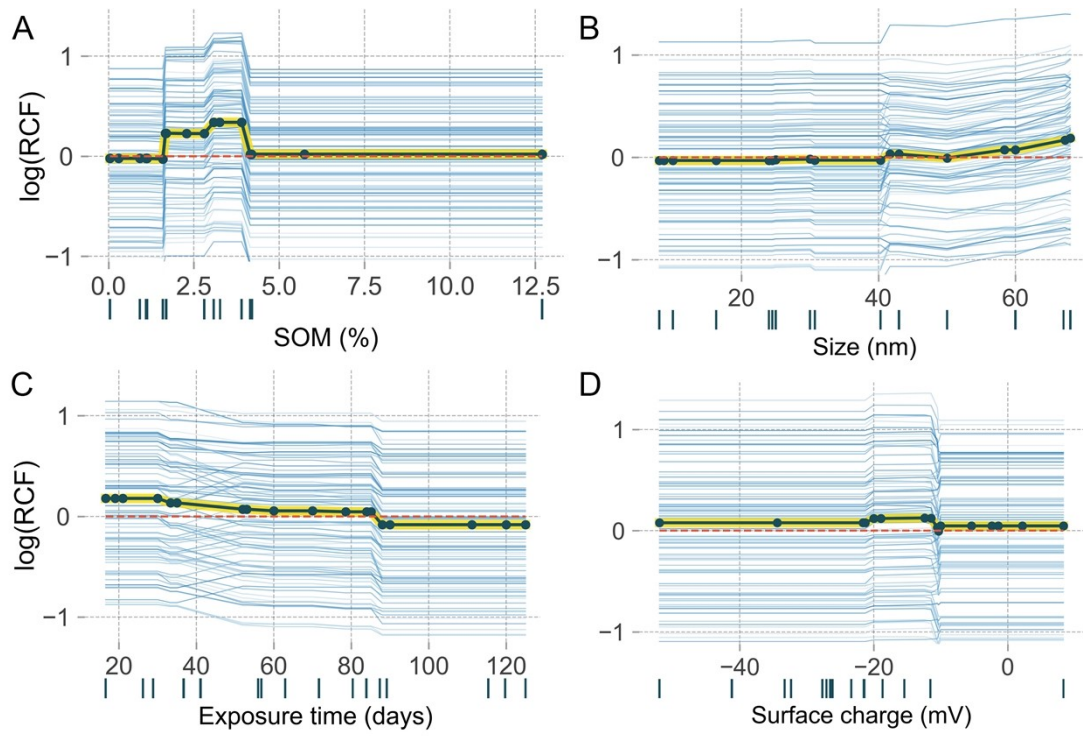 A
B
log(RCF)
1
0
−1
0.0 2.5 5.0 7.5 10.0 12.5
SOM (%)
1
0
−1
20 40 60
Size (nm)
C
D
log(RCF)
1
0
−1
20 40 60 80 100 120
Exposure time (days)
1
0
−1
−40 −20 0
Surface charge (mV)